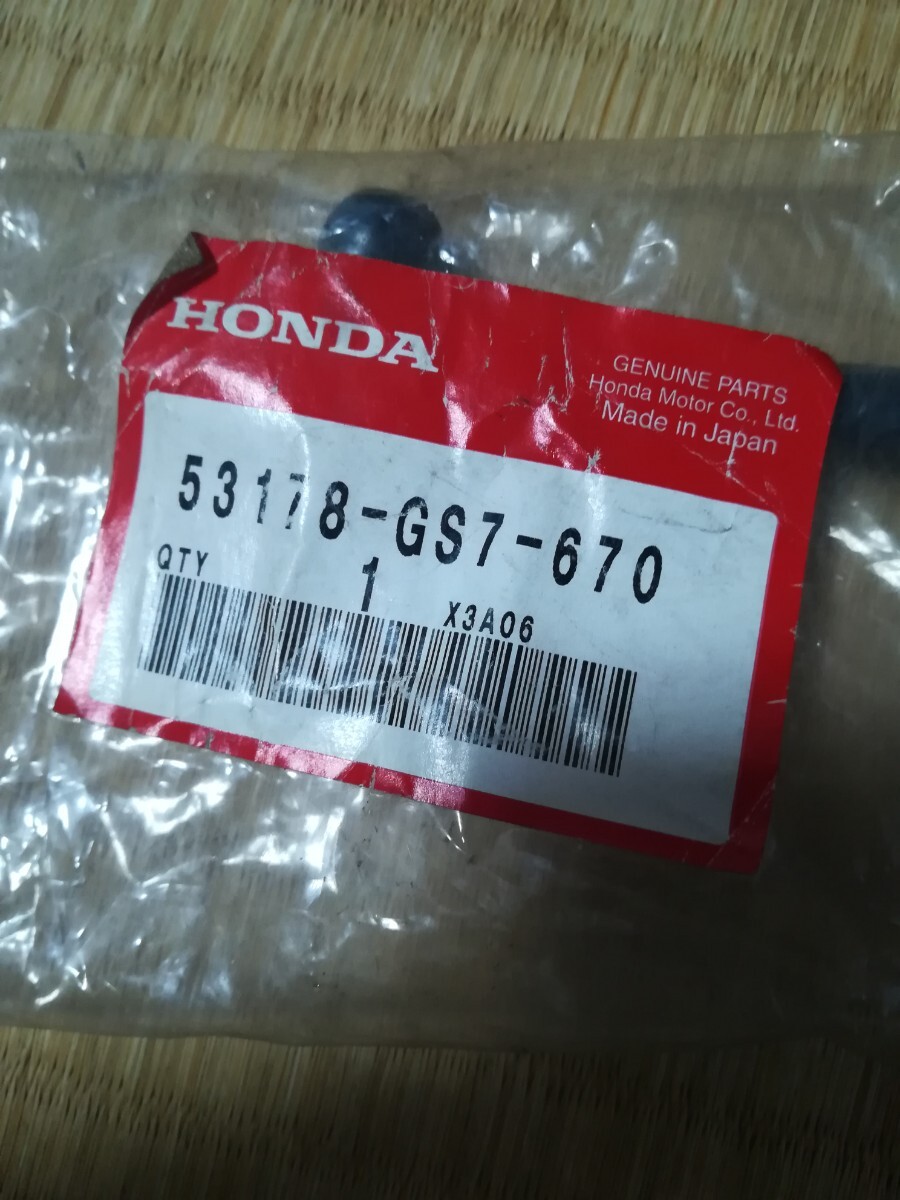 HONDA
GENUINE PARTS
Honda Motor Co., Ltd.
Made in Japan
53178-GS7-670
QTY 1 X3A06